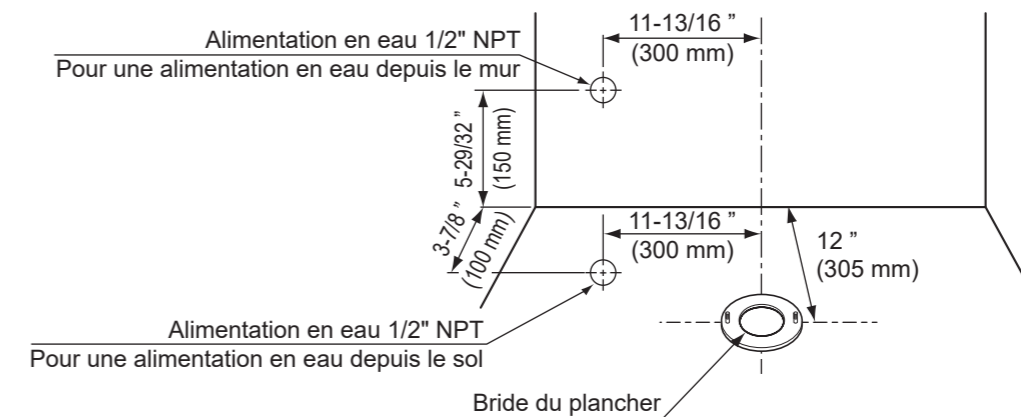 11-13/16 ”
(300 mm)
Alimentation en eau 1/2" NPT
Pour une alimentation en eau depuis le mur
5-29/32 ”
(150 mm)
3-7/8 ”
(100 mm)
11-13/16 ”
(300 mm)
12 ”
(305 mm)
Alimentation en eau 1/2" NPT
Pour une alimentation en eau depuis le sol
Bride du plancher